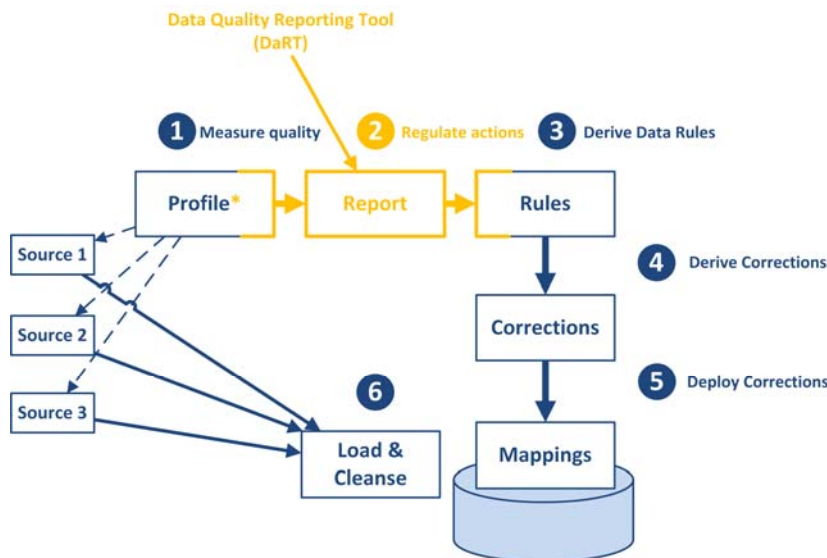 Data Quality Reporting Tool
(DaRT)
1 Measure quality
2 Regulate actions
3 Derive Data Rules
Profile*
Report
Rules
Source 1
4 Derive Corrections
Corrections
Source 2
5 Deploy Corrections
6
Source 3
Load &
Cleanse
Mappings